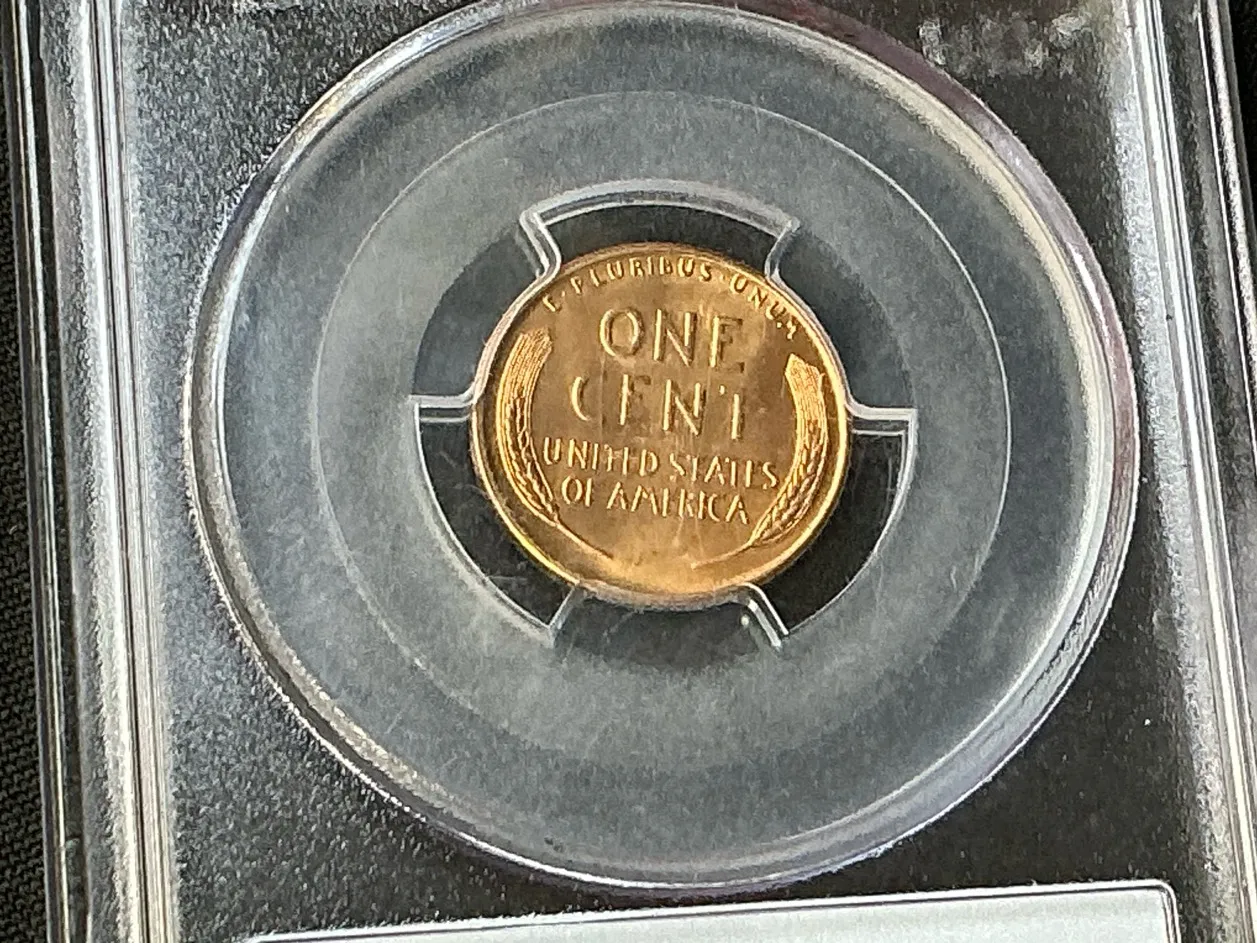 E·PLURIBUS·UNUM
ONE
CENT
UNITED STATES
OF AMERICA